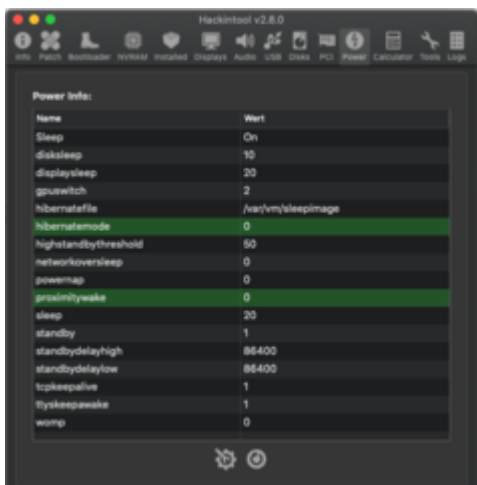 Hackintool v2.8.0
Info Patch Bootloader NVRAM Installed Displays Audio USB Disks PCI Power Calculator Tools Logs
Power Info:
Name Wert
Sleep On
disksleep 10
displaysleep 20
gpuswitch 2
hibernatefile /var/vm/sleepimage
hibernatemode 0
highstandbythreshold 50
networkoversleep 0
powernap 0
proximitywake 0
sleep 20
standby 1
standbydelayhigh 86400
standbydelaylow 86400
tcpkeepalive 1
ttyskeepawake 1
womp 0